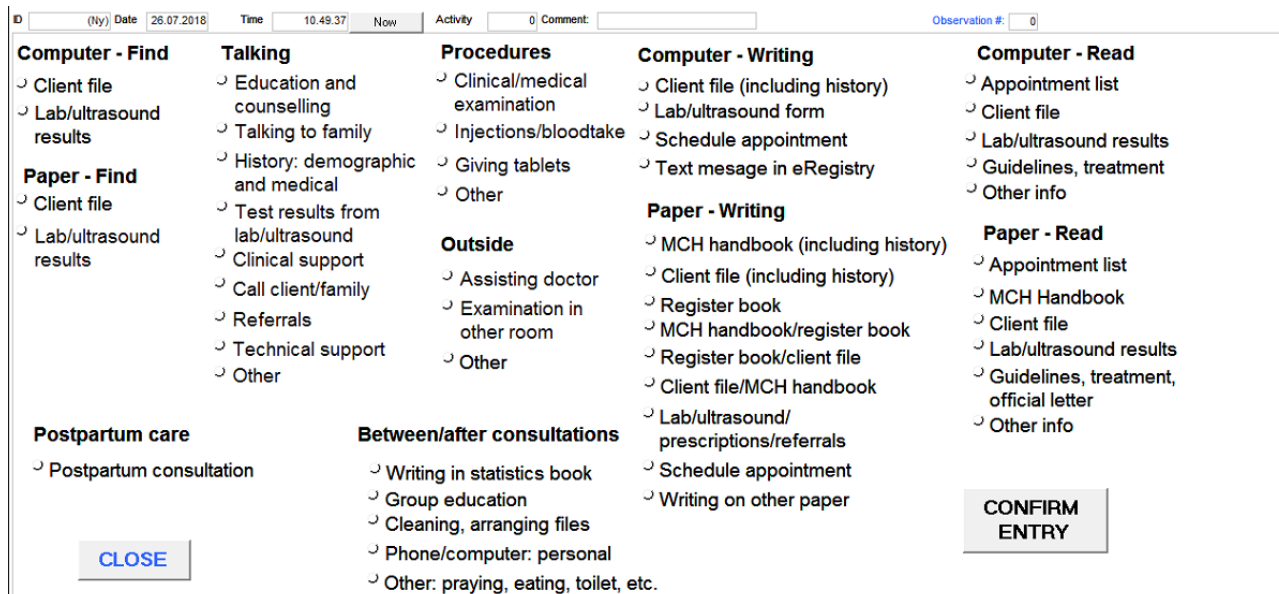 ID (Ny) Date 26.07.2018 Time 10.49.37 Now Activity 0 Comment: Observation #: 0
Computer - Find
Client file
Lab/ultrasound
results
Paper - Find
Client file
Lab/ultrasound
results
Talking
Education and
counselling
Talking to family
History: demographic
and medical
Test results from
lab/ultrasound
Clinical support
Call client/family
Referrals
Technical support
Other
Procedures
Clinical/medical
examination
Injections/bloodtake
Giving tablets
Other
Outside
Assisting doctor
Examination in
other room
Other
Computer - Writing
Client file (including history)
Lab/ultrasound form
Schedule appointment
Text mesage in eRegistry
Paper - Writing
MCH handbook (including history)
Client file (including history)
Register book
MCH handbook/register book
Register book/client file
Client file/MCH handbook
Lab/ultrasound/
prescriptions/referrals
Schedule appointment
Writing on other paper
Computer - Read
Appointment list
Client file
Lab/ultrasound results
Guidelines, treatment
Other info
Paper - Read
Appointment list
MCH Handbook
Client file
Lab/ultrasound results
Guidelines, treatment,
official letter
Other info
Postpartum care
Postpartum consultation
Between/after consultations
Writing in statistics book
Group education
Cleaning, arranging files
Phone/computer: personal
Other: praying, eating, toilet, etc.
CLOSE
CONFIRM
ENTRY